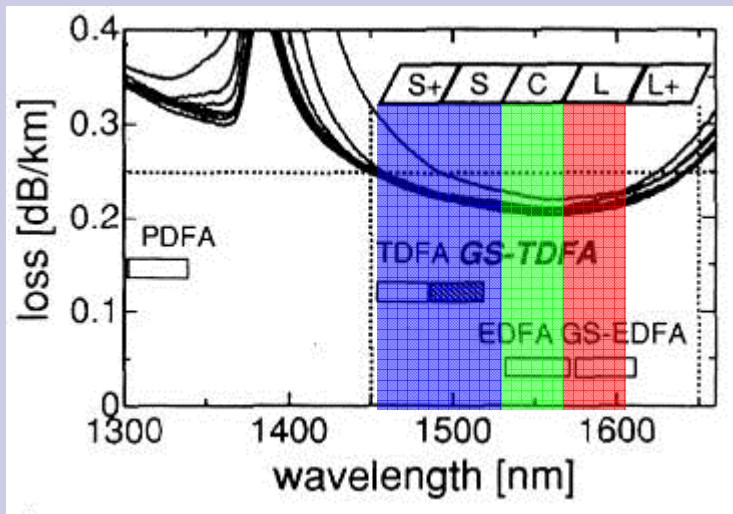 0.4
S+ S C L L+
0.3
loss [dB/km]
0.2
PDFA
TDFA GS-TDFA
0.1
EDFA GS-EDFA
0
1300 1400 1500 1600
wavelength [nm]